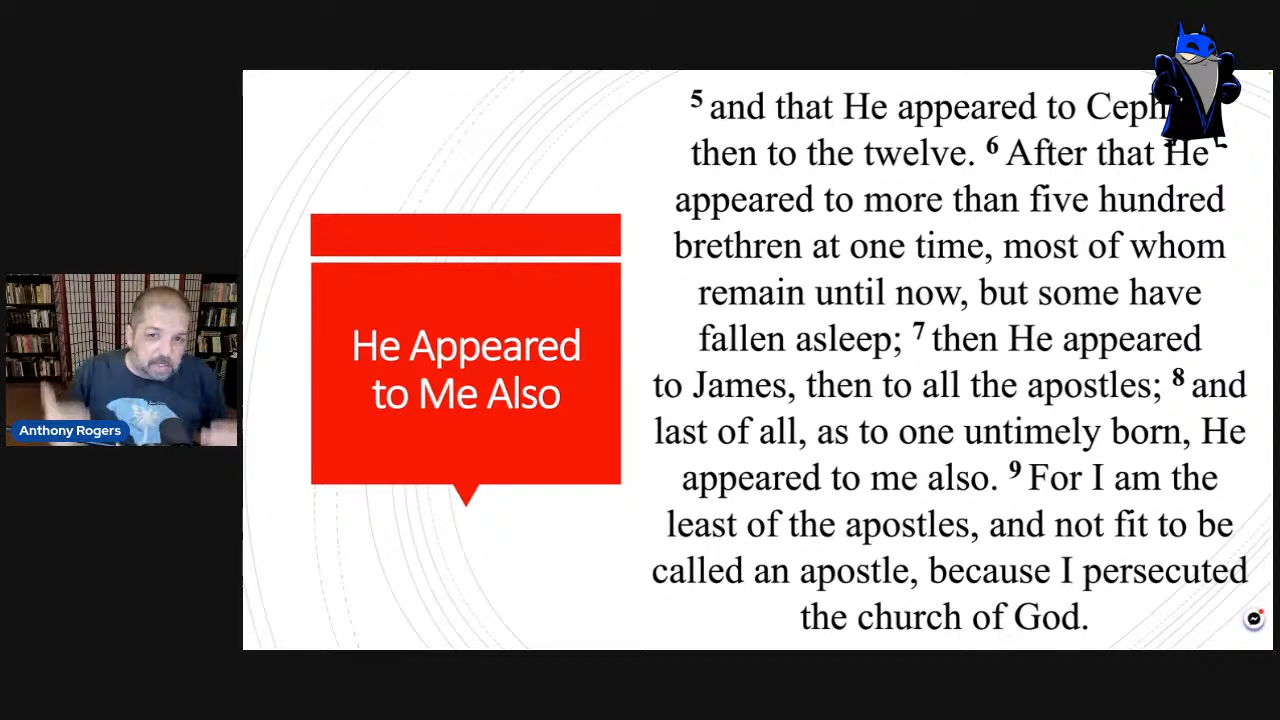 5 and that He appeared to Ceph
then to the twelve. 6 After that He
appeared to more than five hundred
brethren at one time, most of whom
remain until now, but some have
fallen asleep; 7 then He appeared
to James, then to all the apostles; 8 and
last of all, as to one untimely born, He
appeared to me also. 9 For I am the
least of the apostles, and not fit to be
called an apostle, because I persecuted
the church of God.
He Appeared
to Me Also
Anthony Rogers